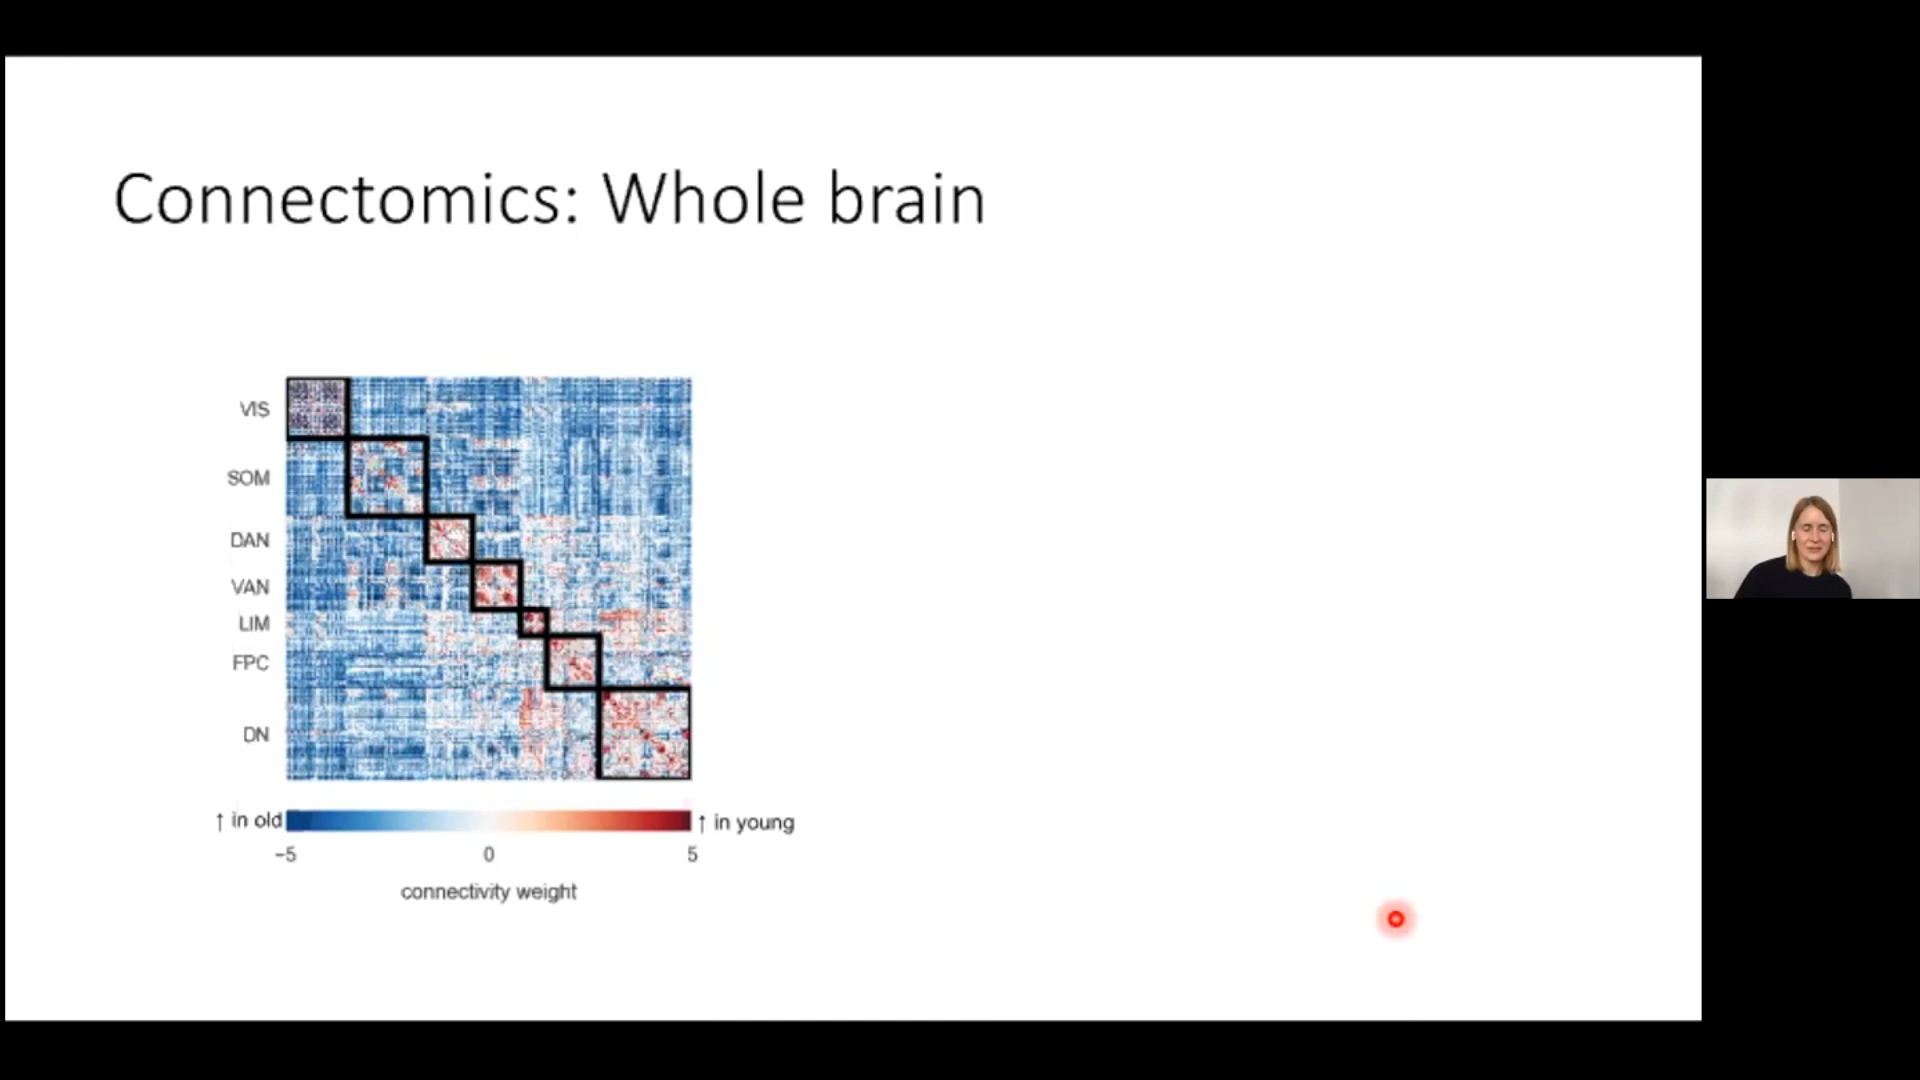 Connectomics: Whole brain
VIS
SOM
DAN
VAN
LIM
FPC
DN
↑ in old
↑ in young
−5
0
5
connectivity weight